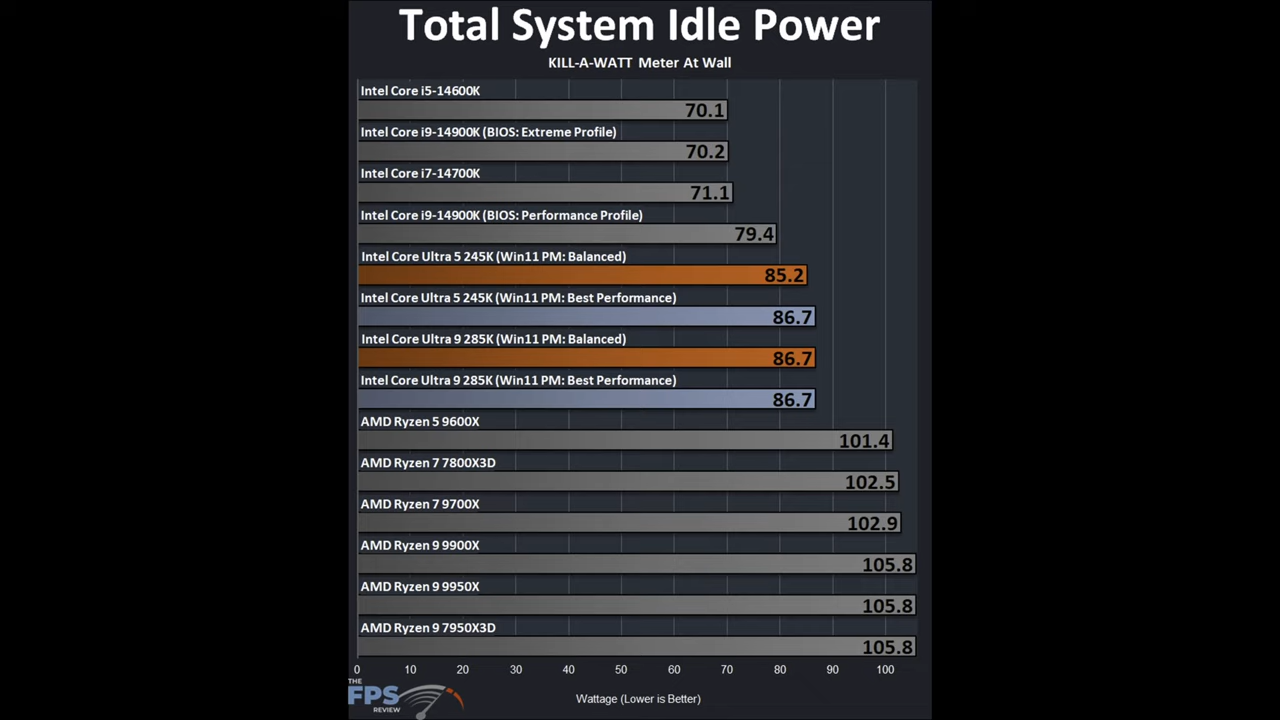 Total System Idle Power
KILL-A-WATT Meter At Wall
Intel Core i5-14600K
70.1
Intel Core i9-14900K (BIOS: Extreme Profile)
70.2
Intel Core i7-14700K
71.1
Intel Core i9-14900K (BIOS: Performance Profile)
79.4
Intel Core Ultra 5 245K (Win11 PM: Balanced)
85.2
Intel Core Ultra 5 245K (Win11 PM: Best Performance)
86.7
Intel Core Ultra 9 285K (Win11 PM: Balanced)
86.7
Intel Core Ultra 9 285K (Win11 PM: Best Performance)
86.7
AMD Ryzen 5 9600X
101.4
AMD Ryzen 7 7800X3D
102.5
AMD Ryzen 7 9700X
102.9
AMD Ryzen 9 9900X
105.8
AMD Ryzen 9 9950X
105.8
AMD Ryzen 9 7950X3D
105.8
0 10 20 30 40 50 60 70 80 90 100
Wattage (Lower is Better)
THE
FPS
REVIEW